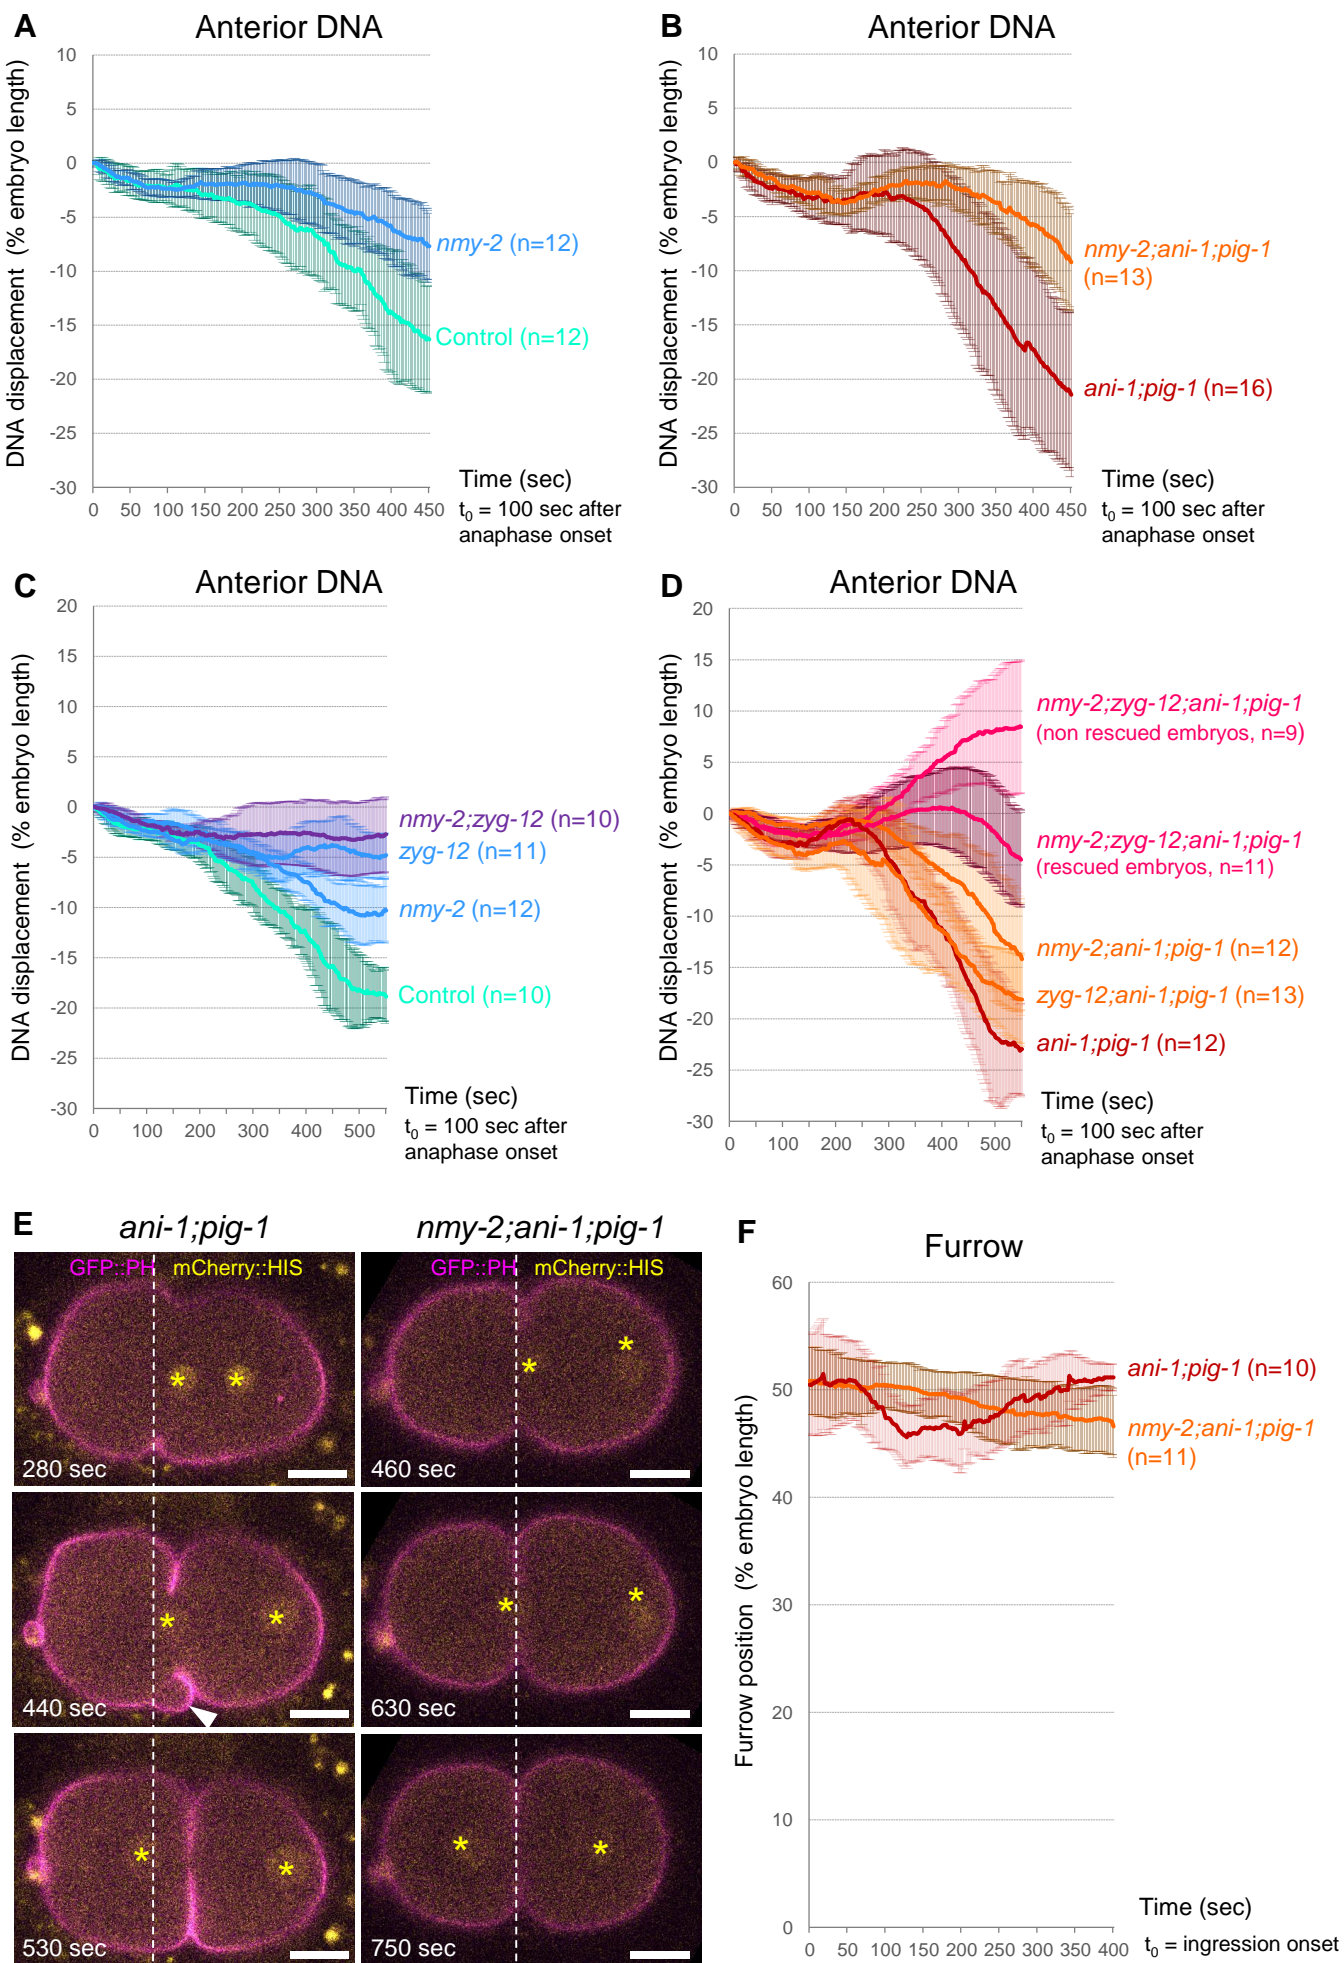 A
Anterior DNA
DNA displacement (% embryo length)
10
5
0
-5
-10
-15
-20
-25
-30
nmy-2 (n=12)
Control (n=12)
0 50 100 150 200 250 300 350 400 450
Time (sec)
t0 = 100 sec after
anaphase onset
B
Anterior DNA
DNA displacement (% embryo length)
10
5
0
-5
-10
-15
-20
-25
-30
nmy-2;ani-1;pig-1
(n=13)
ani-1;pig-1 (n=16)
0 50 100 150 200 250 300 350 400 450
Time (sec)
t0 = 100 sec after
anaphase onset
C
Anterior DNA
DNA displacement (% embryo length)
20
15
10
5
0
-5
-10
-15
-20
-25
-30
nmy-2;zyg-12 (n=10)
zyg-12 (n=11)
nmy-2 (n=12)
Control (n=10)
0 100 200 300 400 500
Time (sec)
t0 = 100 sec after
anaphase onset
D
Anterior DNA
DNA displacement (% embryo length)
20
15
10
5
0
-5
-10
-15
-20
-25
-30
nmy-2;zyg-12;ani-1;pig-1
(non rescued embryos, n=9)
nmy-2;zyg-12;ani-1;pig-1
(rescued embryos, n=11)
nmy-2;ani-1;pig-1 (n=12)
zyg-12;ani-1;pig-1 (n=13)
ani-1;pig-1 (n=12)
0 100 200 300 400 500
Time (sec)
t0 = 100 sec after
anaphase onset
E
ani-1;pig-1
nmy-2;ani-1;pig-1
GFP::PH mCherry::HIS
GFP::PH mCherry::HIS
* *
* *
280 sec
460 sec
* *
* *
440 sec
630 sec
* *
* *
530 sec
750 sec
F
Furrow
Furrow position (% embryo length)
60
50
40
30
20
10
0
ani-1;pig-1 (n=10)
nmy-2;ani-1;pig-1
(n=11)
0 50 100 150 200 250 300 350 400
Time (sec)
t0 = ingression onset